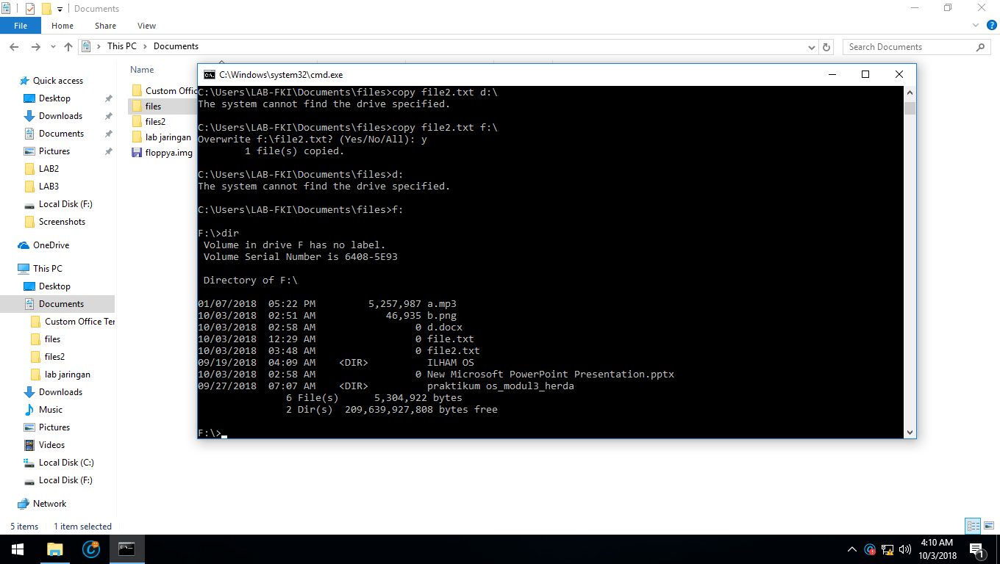 Documents
File Home Share View
This PC > Documents
Search Documents
Quick access
Desktop
Downloads
Documents
Pictures
LAB2
LAB3
Local Disk (F:)
Screenshots
OneDrive
This PC
Desktop
Documents
Custom Office Ter
files
files2
lab jaringan
Downloads
Music
Pictures
Videos
Local Disk (C:)
Local Disk (F:)
Network
Name
Custom Offic
files
files2
lab jaringan
floppya.img
C:\Windows\system32\cmd.exe
C:\Users\LAB-FKI\Documents\files>copy file2.txt d:\
The system cannot find the drive specified.
C:\Users\LAB-FKI\Documents\files>copy file2.txt f:\
Overwrite f:\file2.txt? (Yes/No/All): y
1 file(s) copied.
C:\Users\LAB-FKI\Documents\files>d:
The system cannot find the drive specified.
C:\Users\LAB-FKI\Documents\files>f:
F:\>dir
Volume in drive F has no label.
Volume Serial Number is 6408-5E93
Directory of F:\
01/07/2018 05:22 PM 5,257,987 a.mp3
10/03/2018 02:51 AM 46,935 b.png
10/03/2018 02:58 AM 0 d.docx
10/03/2018 12:29 AM 0 file.txt
10/03/2018 03:48 AM 0 file2.txt
09/19/2018 04:09 AM <DIR> ILHAM OS
10/03/2018 02:58 AM 0 New Microsoft PowerPoint Presentation.pptx
09/27/2018 07:07 AM <DIR> praktikum os_modul3_herda
6 File(s) 5,304,922 bytes
2 Dir(s) 209,639,927,808 bytes free
F:\>
5 items 1 item selected
4:10 AM
10/3/2018
1